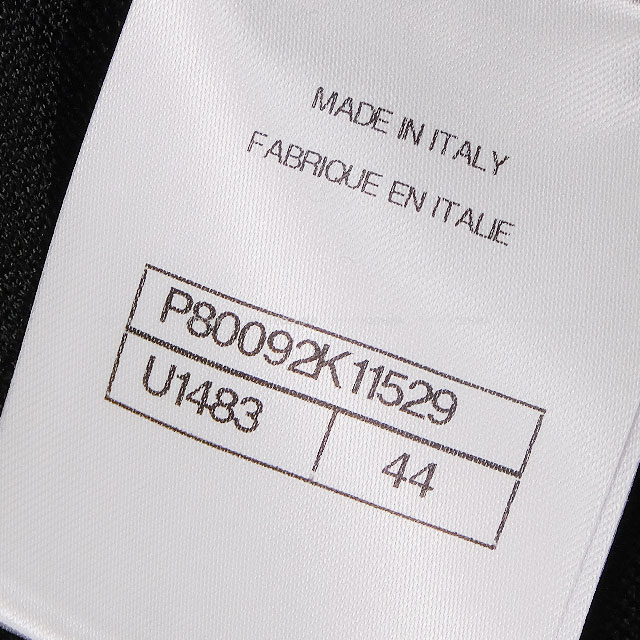 MADE IN ITALY
FABRIQUE EN ITALIE
P80092K11529
U1483
44